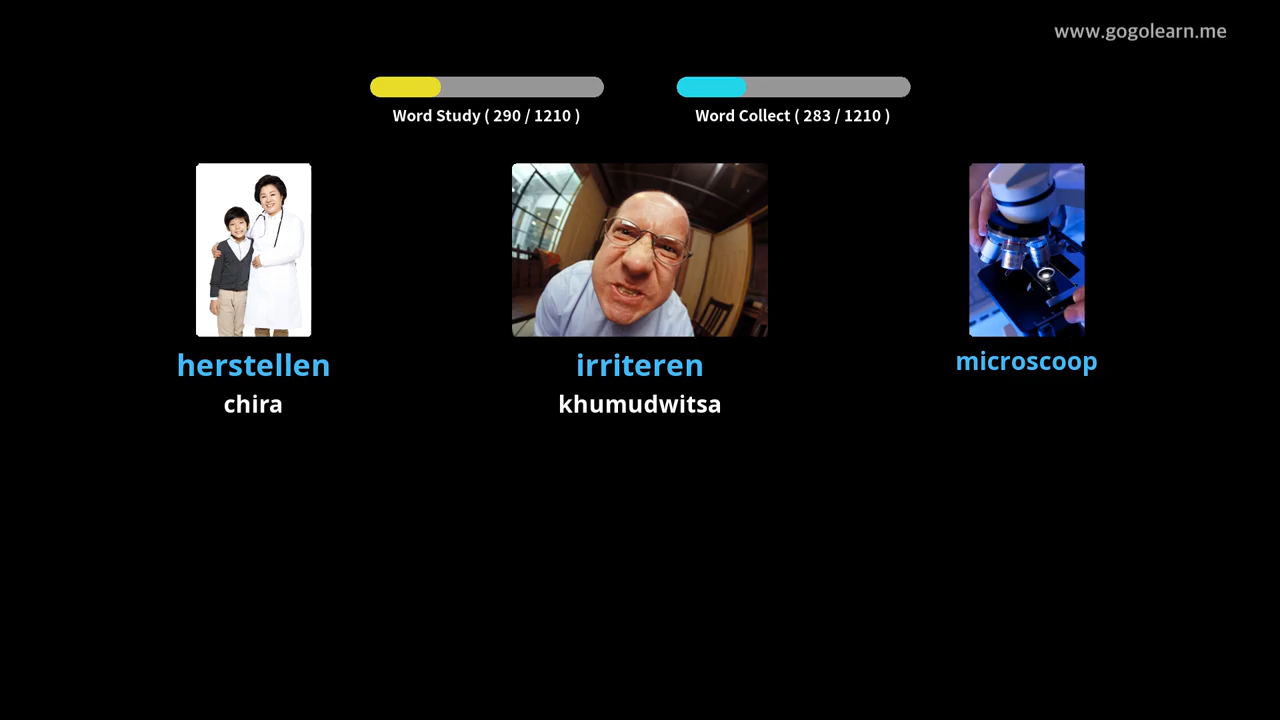 www.gogolearn.me
Word Study ( 290 / 1210 )
Word Collect ( 283 / 1210 )
herstellen
chira
irriteren
khumudwitsa
microscoop